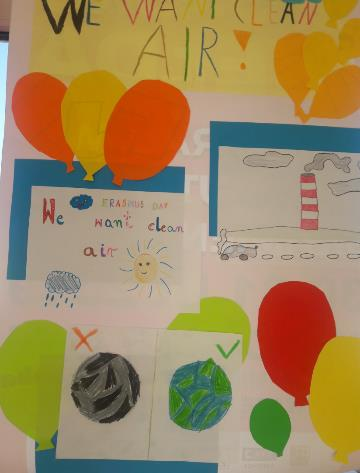 WE WANT CLEAN
AIR!
ERASMUS DAY
We want clean
air